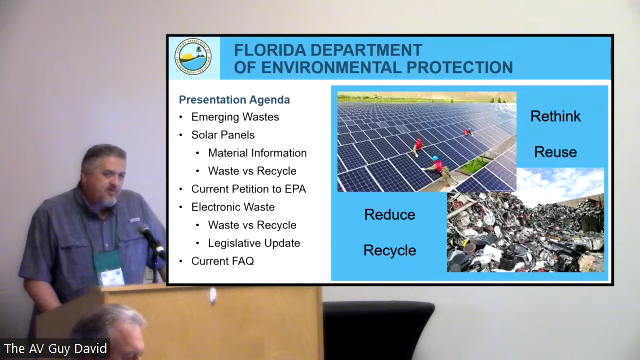 FLORIDA DEPARTMENT
OF ENVIRONMENTAL PROTECTION
Presentation Agenda
• Emerging Wastes
• Solar Panels
• Material Information
• Waste vs Recycle
• Current Petition to EPA
• Electronic Waste
• Waste vs Recycle
• Legislative Update
• Current FAQ
Rethink
Reuse
Reduce
Recycle
The AV Guy David